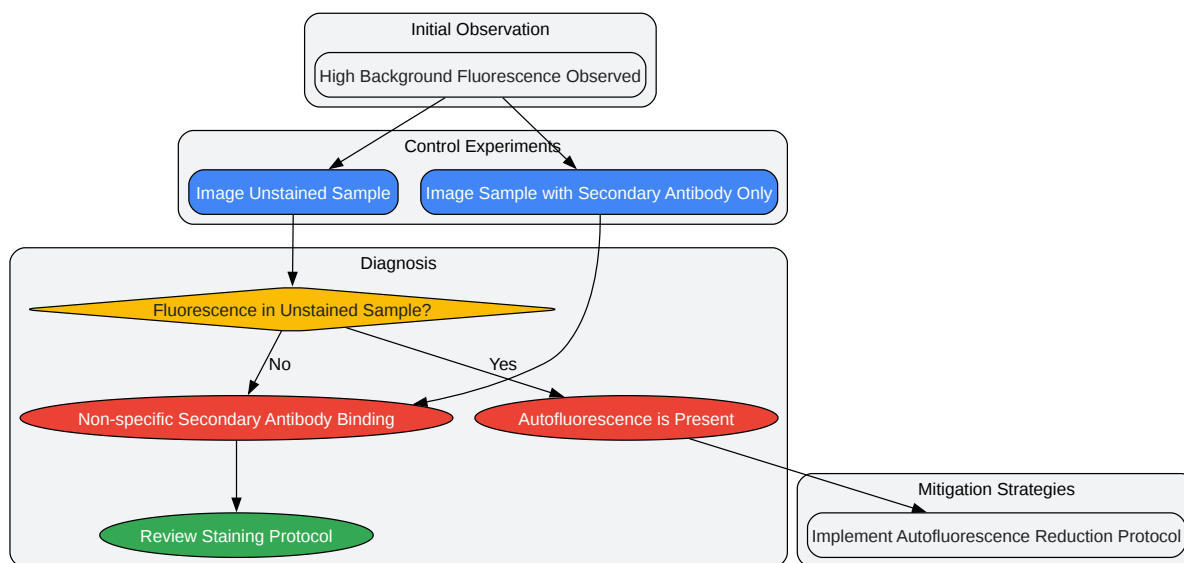 Initial Observation
High Background Fluorescence Observed
Control Experiments
Image Unstained Sample
Image Sample with Secondary Antibody Only
Diagnosis
Fluorescence in Unstained Sample?
No
Yes
Non-specific Secondary Antibody Binding
Autofluorescence is Present
Mitigation Strategies
Review Staining Protocol
Implement Autofluorescence Reduction Protocol